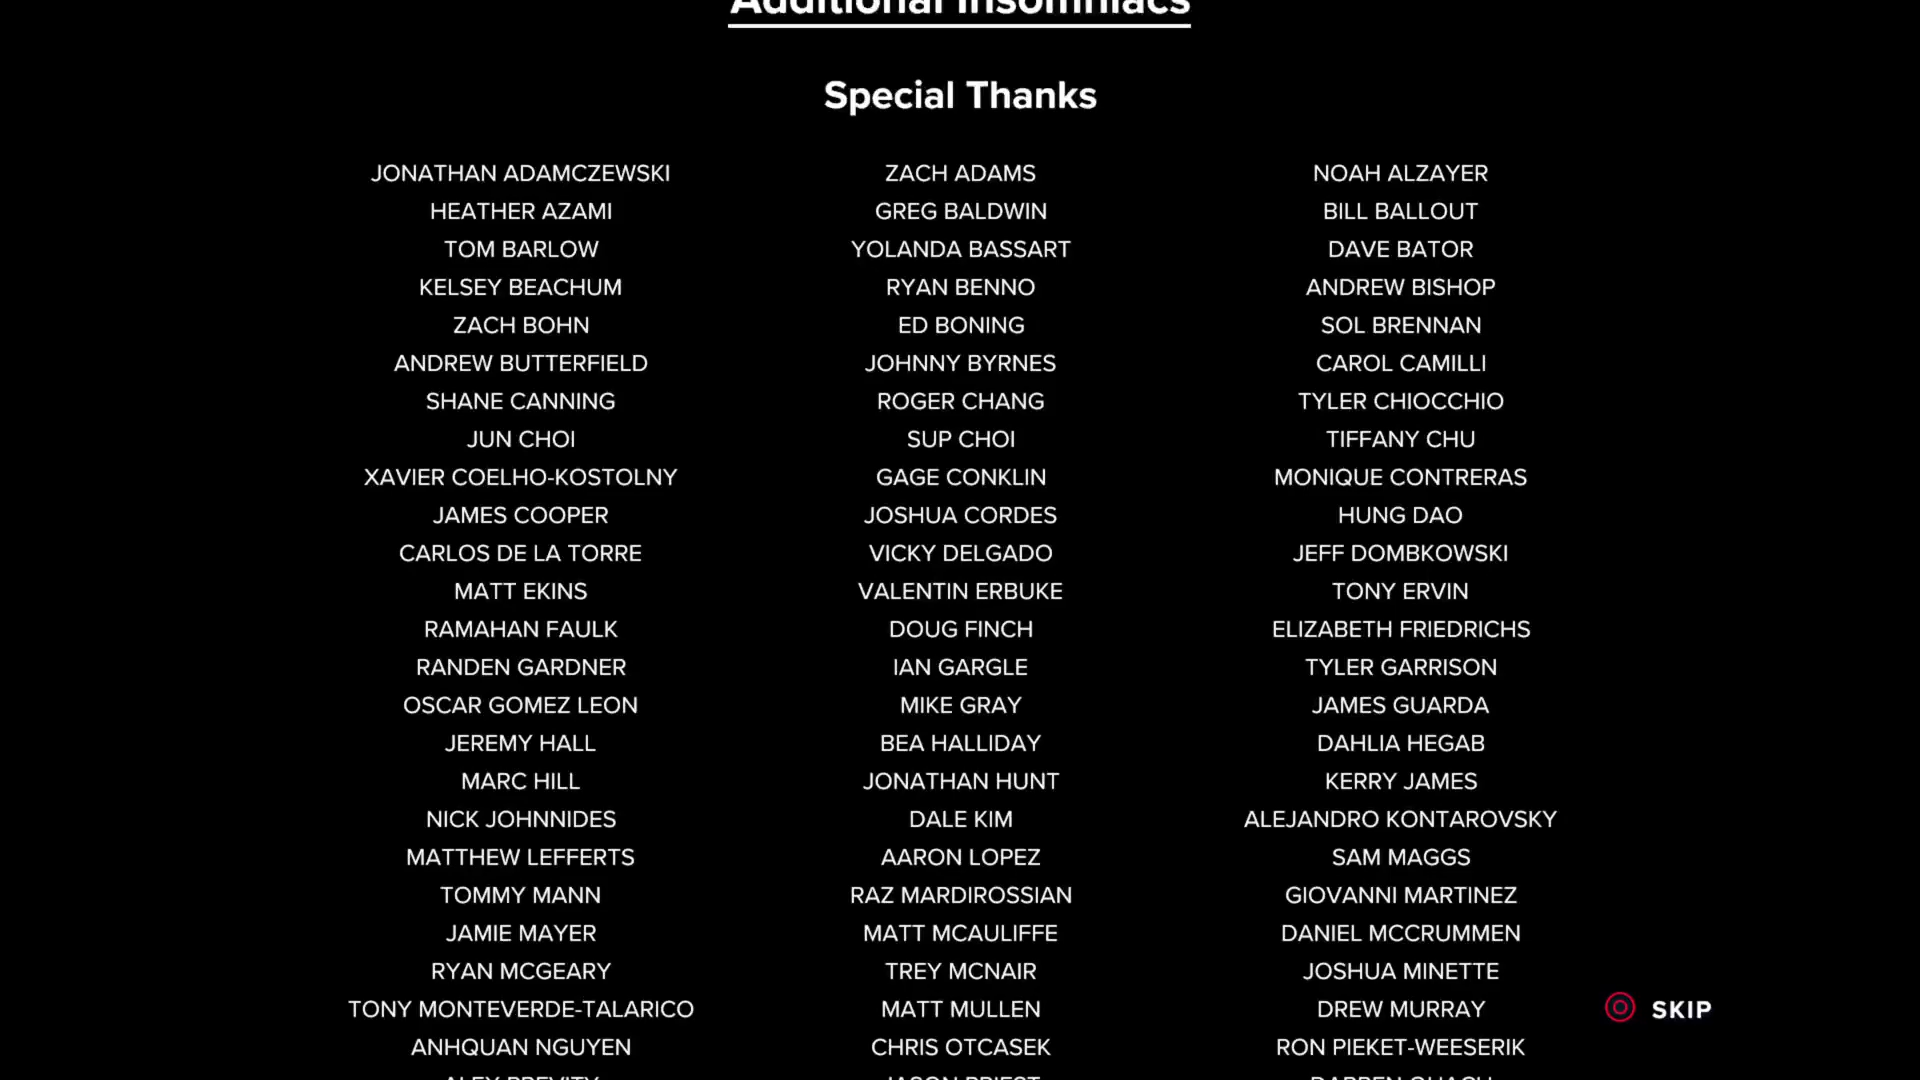 Additional Insomniacs
Special Thanks
JONATHAN ADAMCZEWSKI ZACH ADAMS NOAH ALZAYER
HEATHER AZAMI GREG BALDWIN BILL BALLOUT
TOM BARLOW YOLANDA BASSART DAVE BATOR
KELSEY BEACHUM RYAN BENNO ANDREW BISHOP
ZACH BOHN ED BONING SOL BRENNAN
ANDREW BUTTERFIELD JOHNNY BYRNES CAROL CAMILLI
SHANE CANNING ROGER CHANG TYLER CHIOCCHIO
JUN CHOI SUP CHOI TIFFANY CHU
XAVIER COELHO-KOSTOLNY GAGE CONKLIN MONIQUE CONTRERAS
JAMES COOPER JOSHUA CORDES HUNG DAO
CARLOS DE LA TORRE VICKY DELGADO JEFF DOMBKOWSKI
MATT EKINS VALENTIN ERBUKE TONY ERVIN
RAMAHAN FAULK DOUG FINCH ELIZABETH FRIEDRICHS
RANDEN GARDNER IAN GARGLE TYLER GARRISON
OSCAR GOMEZ LEON MIKE GRAY JAMES GUARDA
JEREMY HALL BEA HALLIDAY DAHLIA HEGAB
MARC HILL JONATHAN HUNT KERRY JAMES
NICK JOHNNIDES DALE KIM ALEJANDRO KONTAROVSKY
MATTHEW LEFFERTS AARON LOPEZ SAM MAGGS
TOMMY MANN RAZ MARDIROSSIAN GIOVANNI MARTINEZ
JAMIE MAYER MATT MCAULIFFE DANIEL MCCRUMMEN
RYAN MCGEARY TREY MCNAIR JOSHUA MINETTE
TONY MONTEVERDE-TALARICO MATT MULLEN DREW MURRAY
SKIP
ANHQUAN NGUYEN CHRIS OTCASEK RON PIEKET-WEESERIK
JASON PRIEST